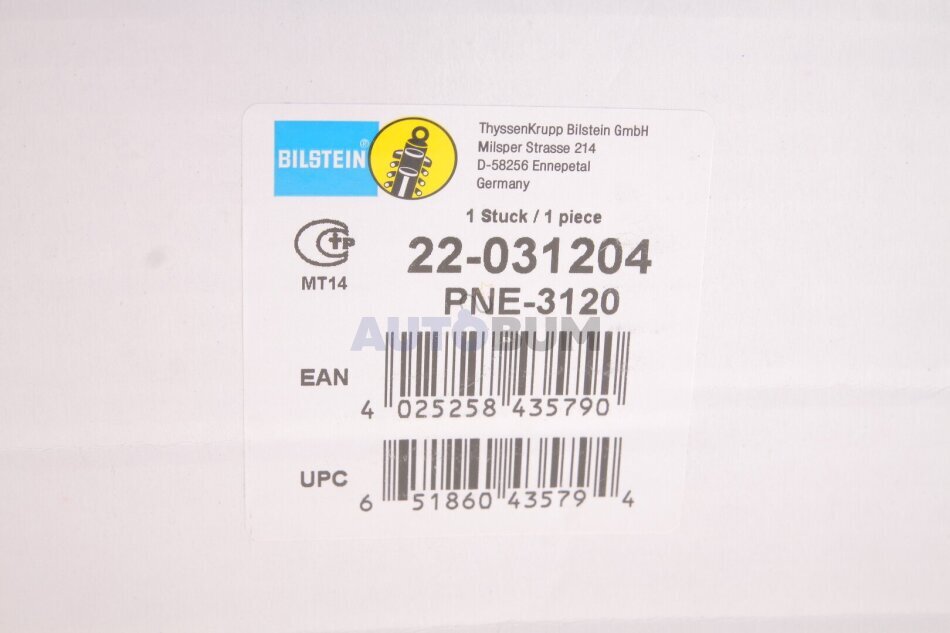 BILSTEIN®
ThyssenKrupp Bilstein GmbH
Milsper Strasse 214
D-58256 Ennepetal
Germany
1 Stuck / 1 piece
22-031204
PNE-3120
MT14
AUTOBUM
EAN
4 025258 435790
UPC
6 51860 43579 4